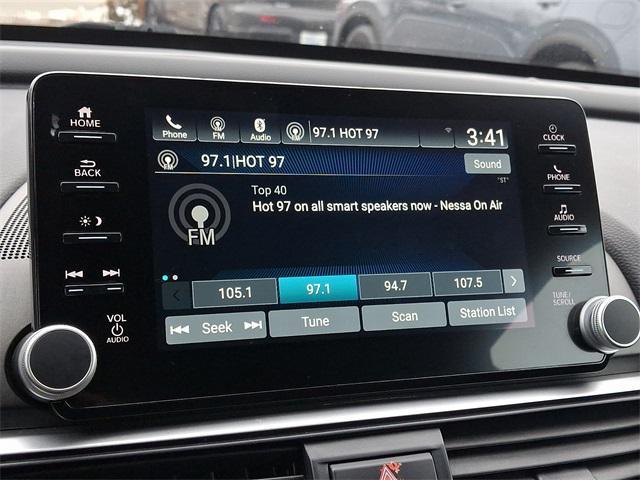 HOME
BACK
VOL
AUDIO
Phone
FM
Audio
97.1 HOT 97
3:41
97.1|HOT 97
Sound
"ST"
Top 40
Hot 97 on all smart speakers now - Nessa On Air
FM
105.1
97.1
94.7
107.5
Seek
Tune
Scan
Station List
CLOCK
PHONE
AUDIO
SOURCE
TUNE/
SCROLL